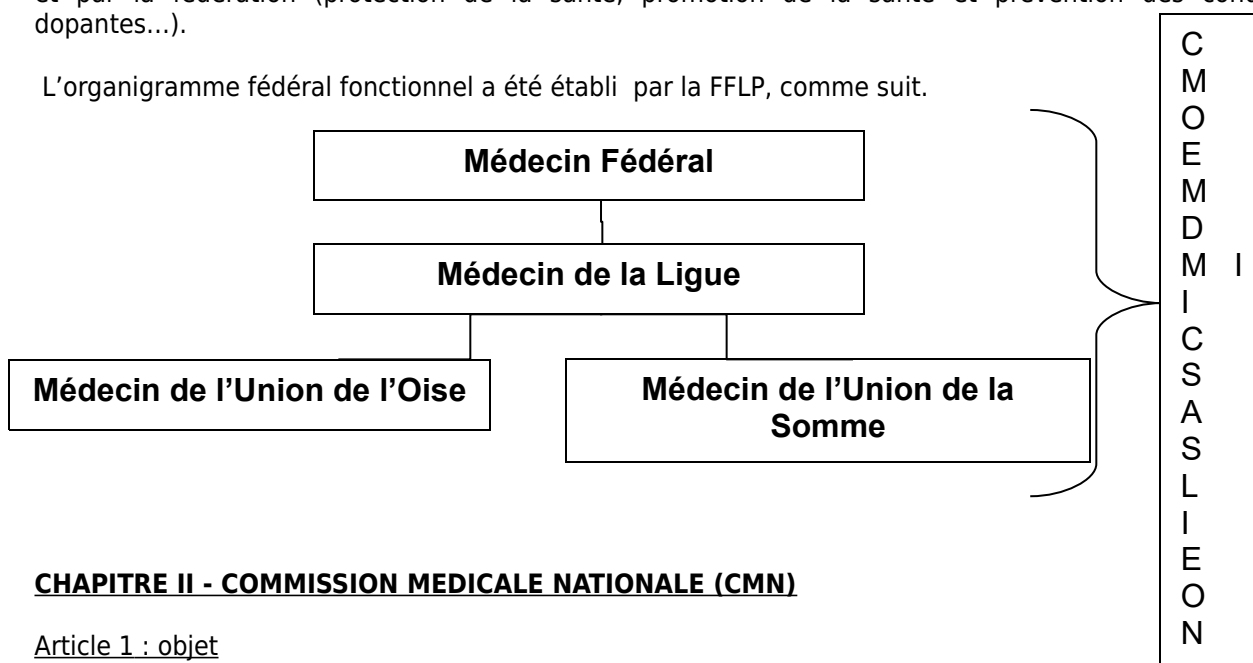 dopantes…).
L’organigramme fédéral fonctionnel a été établi par la FFLP, comme suit.
Médecin Fédéral
Médecin de la Ligue
Médecin de l’Union de l’Oise
Médecin de l’Union de la
Somme
C
M
O
E
M
D
M I
I
C
S
A
S
L
I
E
O
N
CHAPITRE II - COMMISSION MEDICALE NATIONALE (CMN)
Article 1 : objet